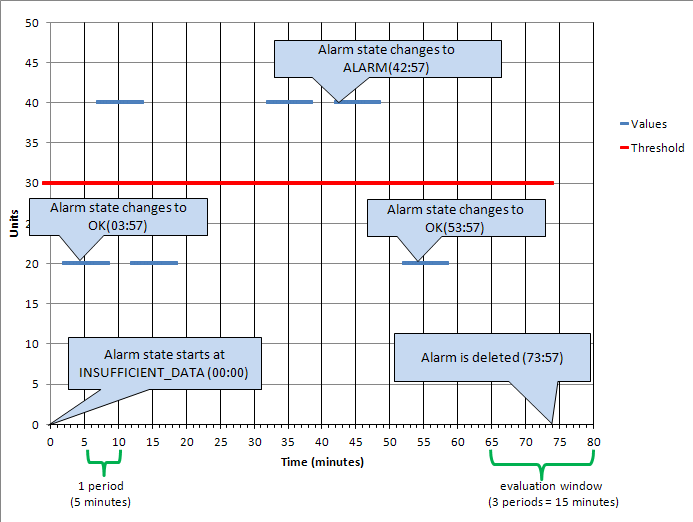 50
45
40
35
30
25
20
15
10
5
0
Units
Alarm state changes to
ALARM(42:57)
Values
Threshold
Alarm state changes to
OK(03:57)
Alarm state changes to
OK(53:57)
Alarm state starts at
INSUFFICIENT_DATA (00:00)
Alarm is deleted (73:57)
0 5 10 15 20 25 30 35 40 45 50 55 60 65 70 75 80
Time (minutes)
1 period
(5 minutes)
evaluation window
(3 periods = 15 minutes)